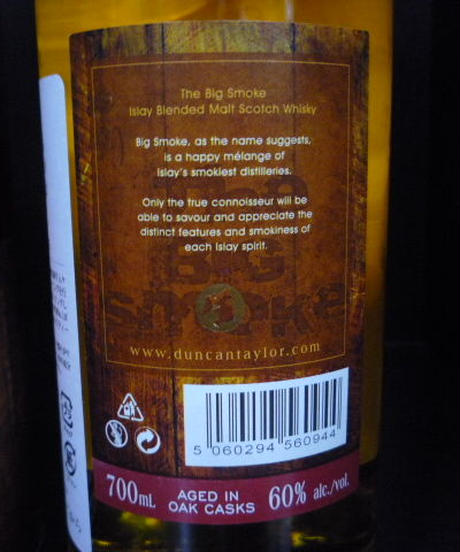 The Big Smoke
Islay Blended Malt Scotch Whisky
Big Smoke, as the name suggests,
is a happy mélange of
Islay's smokiest distilleries.
Only the true connoisseur will be
able to savour and appreciate the
distinct features and smokiness of
each Islay spirit.
The
Big
smoke
www.duncantaylor.com
5 060294 560944
700mL
AGED IN
OAK CASKS
60% alc./vol.